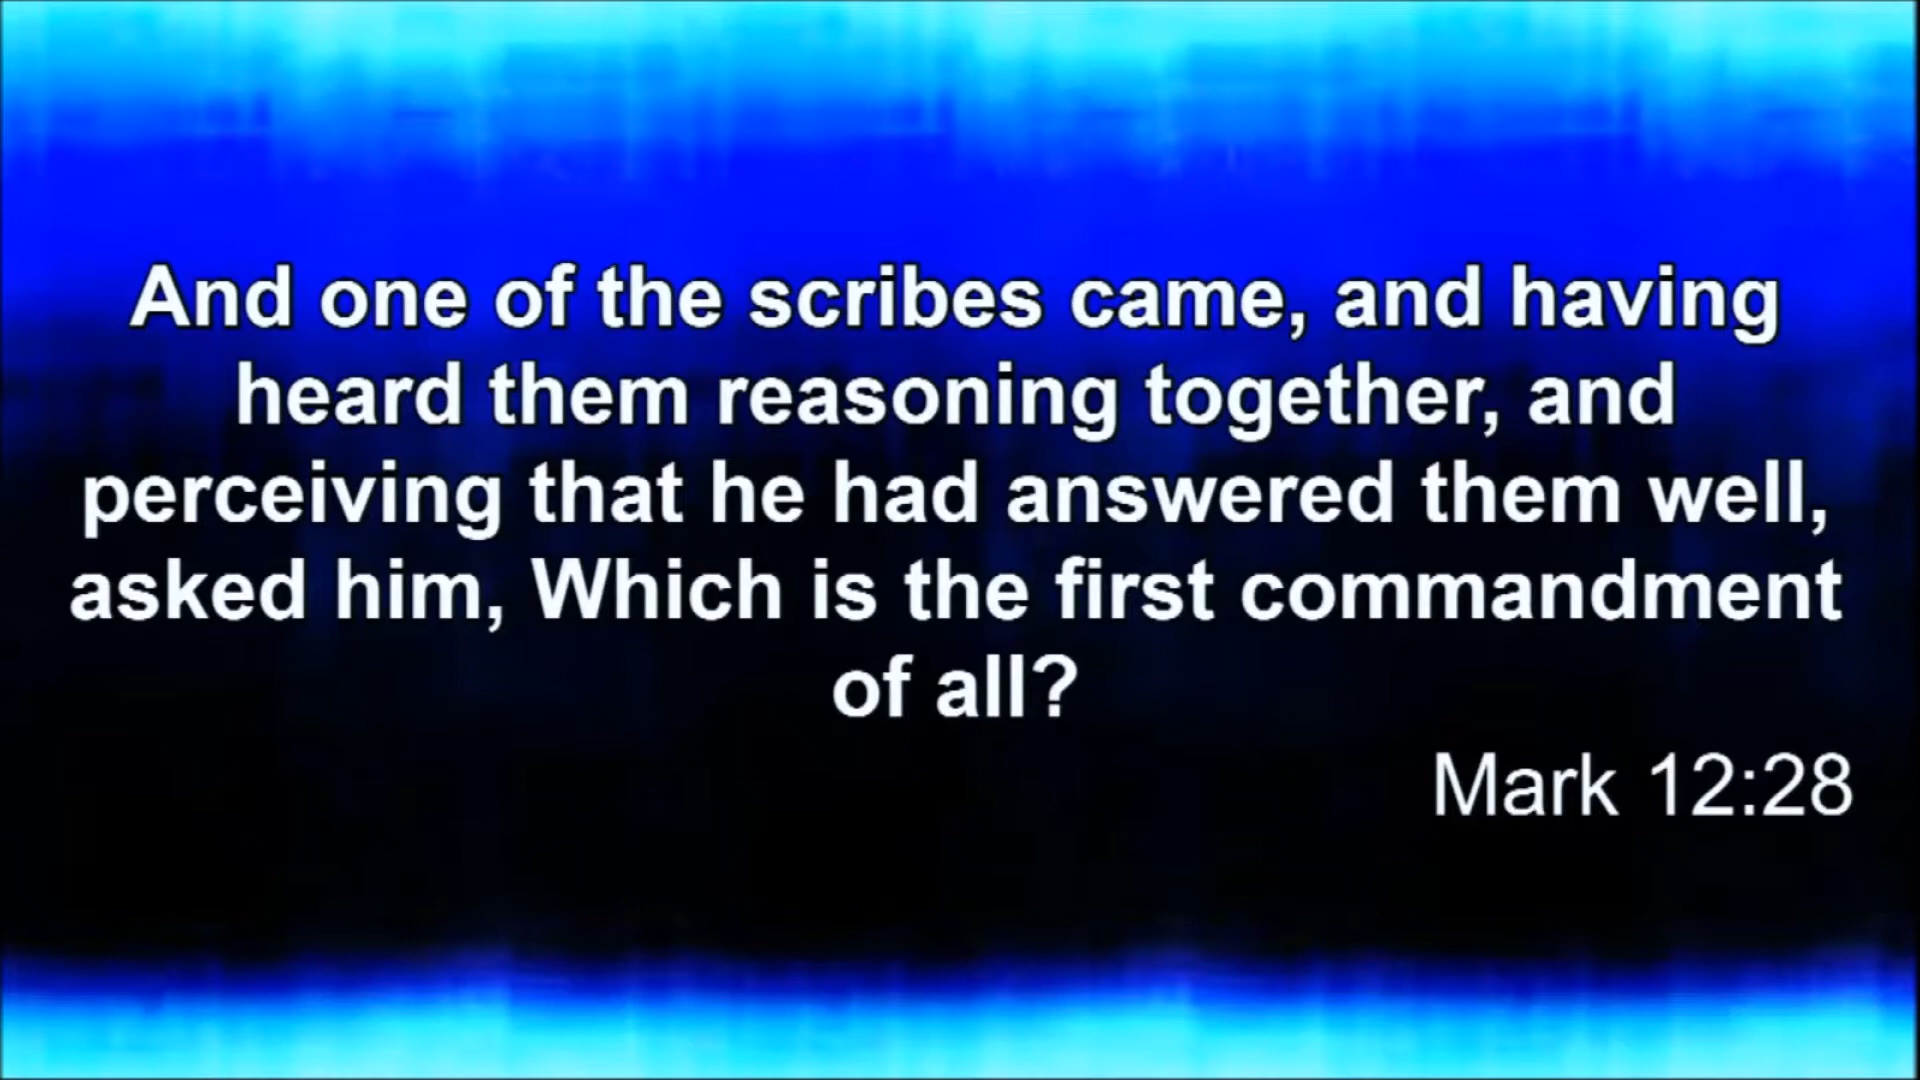 And one of the scribes came, and having
heard them reasoning together, and
perceiving that he had answered them well,
asked him, Which is the first commandment
of all?
Mark 12:28